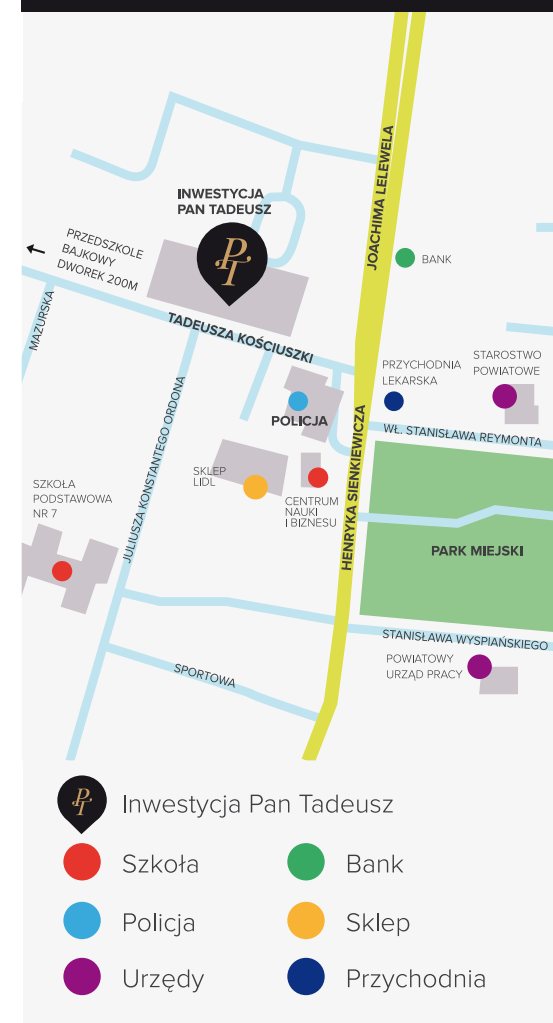 JOACHIMA LELEWELA
INWESTYCJA
PAN TADEUSZ
PT
PRZEDSZKOLE
BAJKOWY
DWOREK 200M
BANK
MAZURSKA
TADEUSZA KOŚCIUSZKI
STAROSTWO
POWIATOWE
PRZYCHODNIA
LEKARSKA
POLICJA
WŁ. STANISŁAWA REYMONTA
JULIUSZA KONSTANTEGO ORDONA
HENRYKA SIENKIEWICZA
SKLEP
LIDL
SZKOŁA
PODSTAWOWA
NR 7
CENTRUM
NAUKI
I BIZNESU
PARK MIEJSKI
STANISŁAWA WYSPIAŃSKIEGO
POWIATOWY
URZĄD PRACY
SPORTOWA
PT
Inwestycja Pan Tadeusz
Szkoła
Bank
Policja
Sklep
Urzędy
Przychodnia